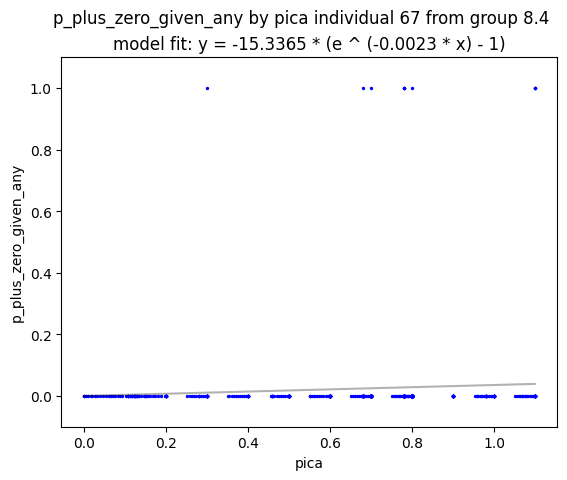 p_plus_zero_given_any by pica individual 67 from group 8.4
model fit: y = -15.3365 * (e ^ (-0.0023 * x) - 1)
1.0
0.8
0.6
0.4
0.2
0.0
p_plus_zero_given_any
0.0 0.2 0.4 0.6 0.8 1.0
pica